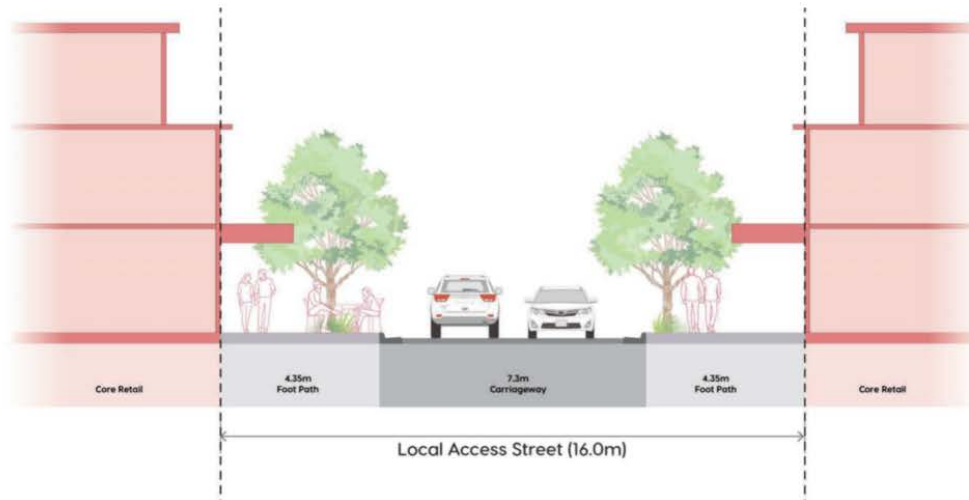 Core Retail
4.35m
Foot Path
7.3m
Carriageway
4.35m
Foot Path
Core Retail
Local Access Street (16.0m)